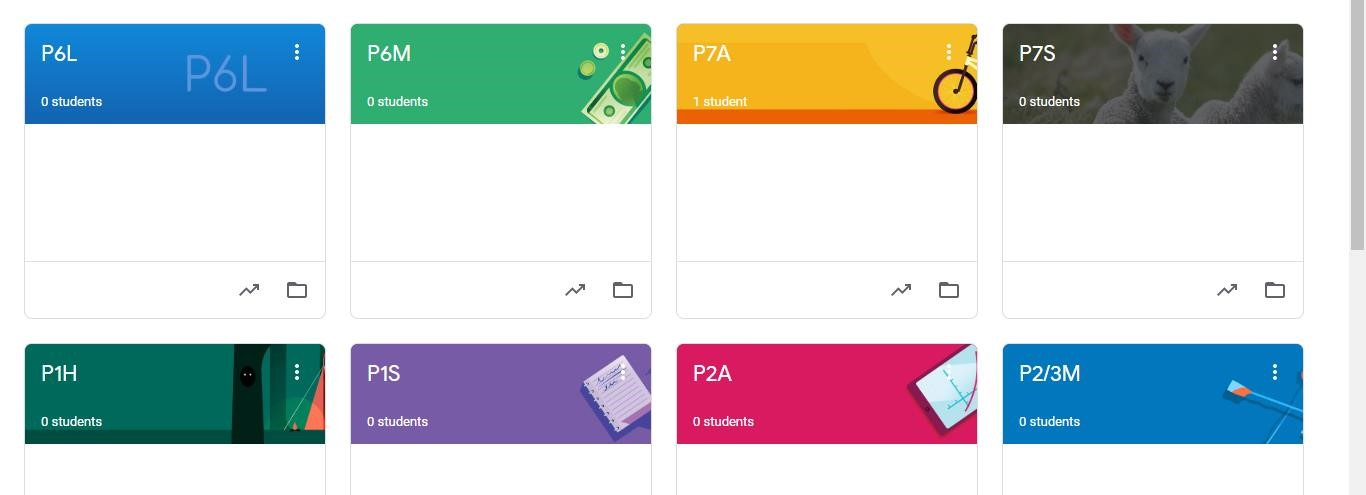 P6L
P6L
0 students
P6M
0 students
P7A
1 student
P7S
0 students
P1H
0 students
P1S
0 students
P2A
0 students
P2/3M
0 students